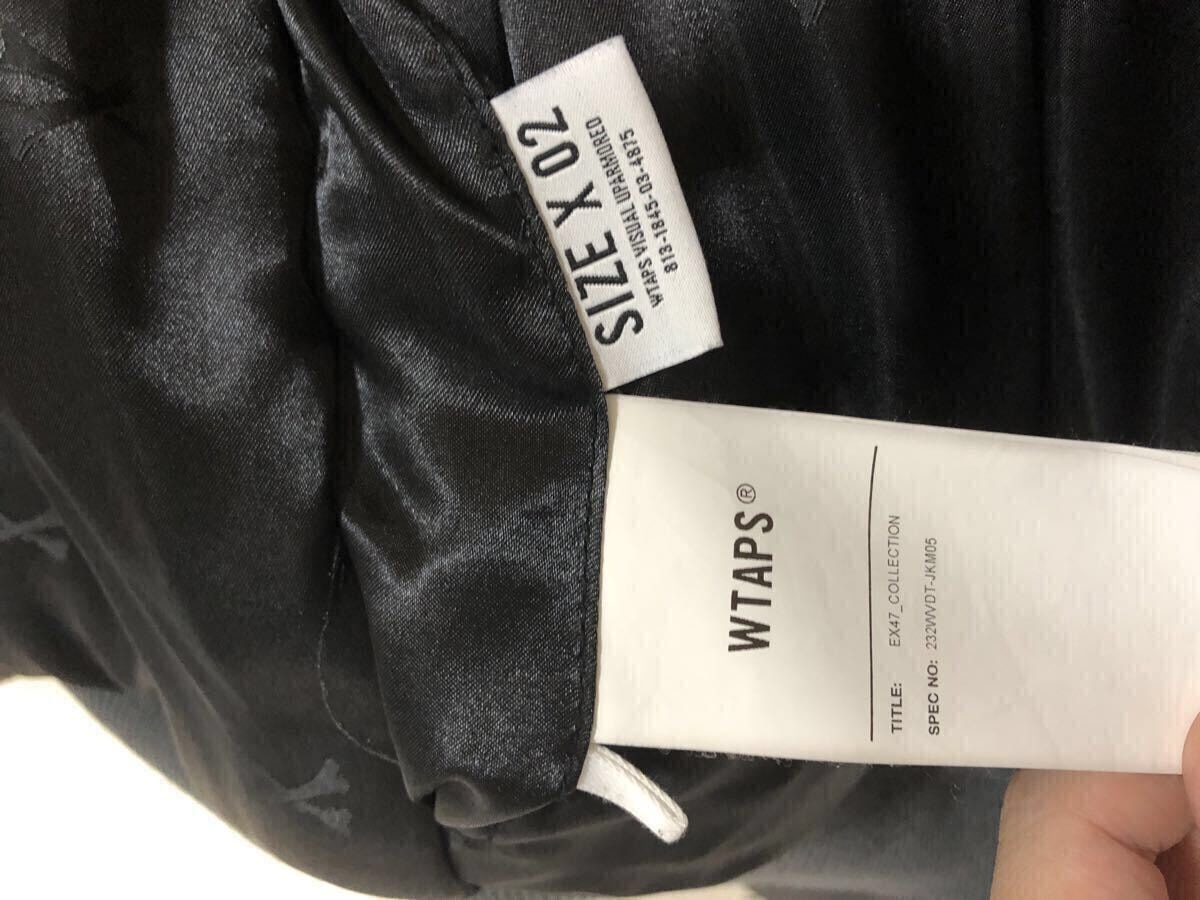 SIZE X 02
WTAPS VISUAL UPARMORED.
813-1845-03-4875
WTAPS®
TITLE: EX47_COLLECTION
SPEC NO: 232WVDT-JKM05